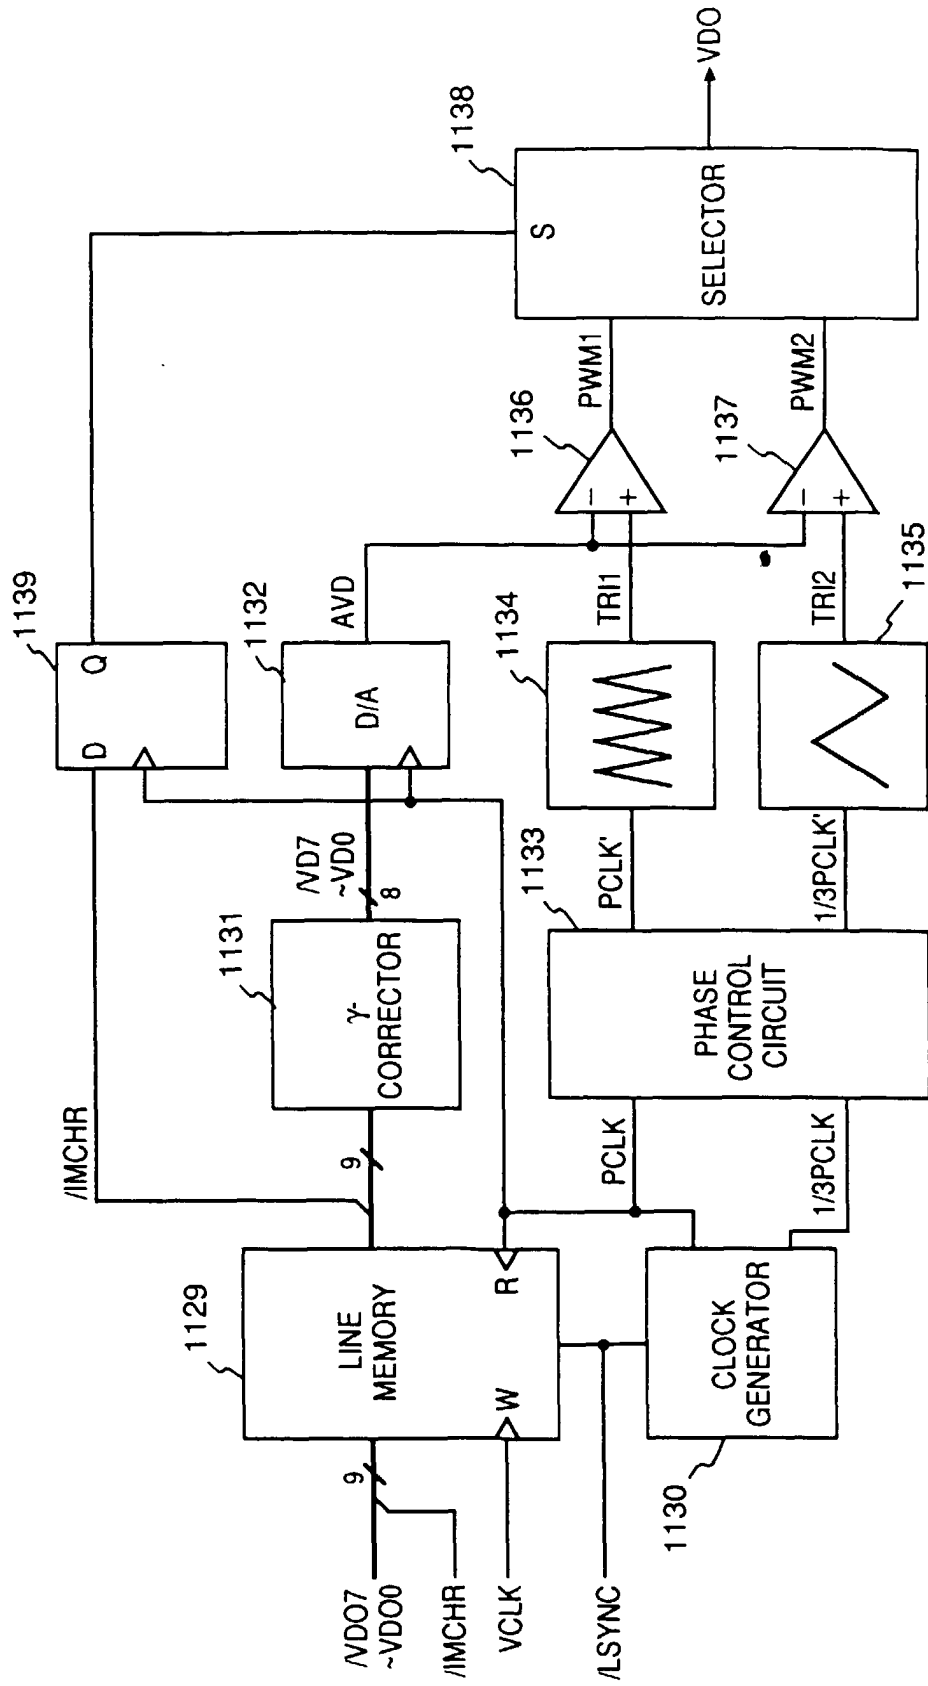 /VDO7
~VDO0
9
/IMCHR
VCLK
/LSYNC
1129
LINE
MEMORY
W
R
1130
CLOCK
GENERATOR
/IMCHR
9
1131
γ-
CORRECTOR
/VD7
~VD0
8
PCLK
1/3PCLK
1133
PHASE
CONTROL
CIRCUIT
PCLK'
1/3PCLK'
1139
D
Q
1132
D/A
AVD
1134
TRI1
1135
TRI2
1136
−
+
PWM1
1137
−
+
PWM2
1138
S
SELECTOR
VDO